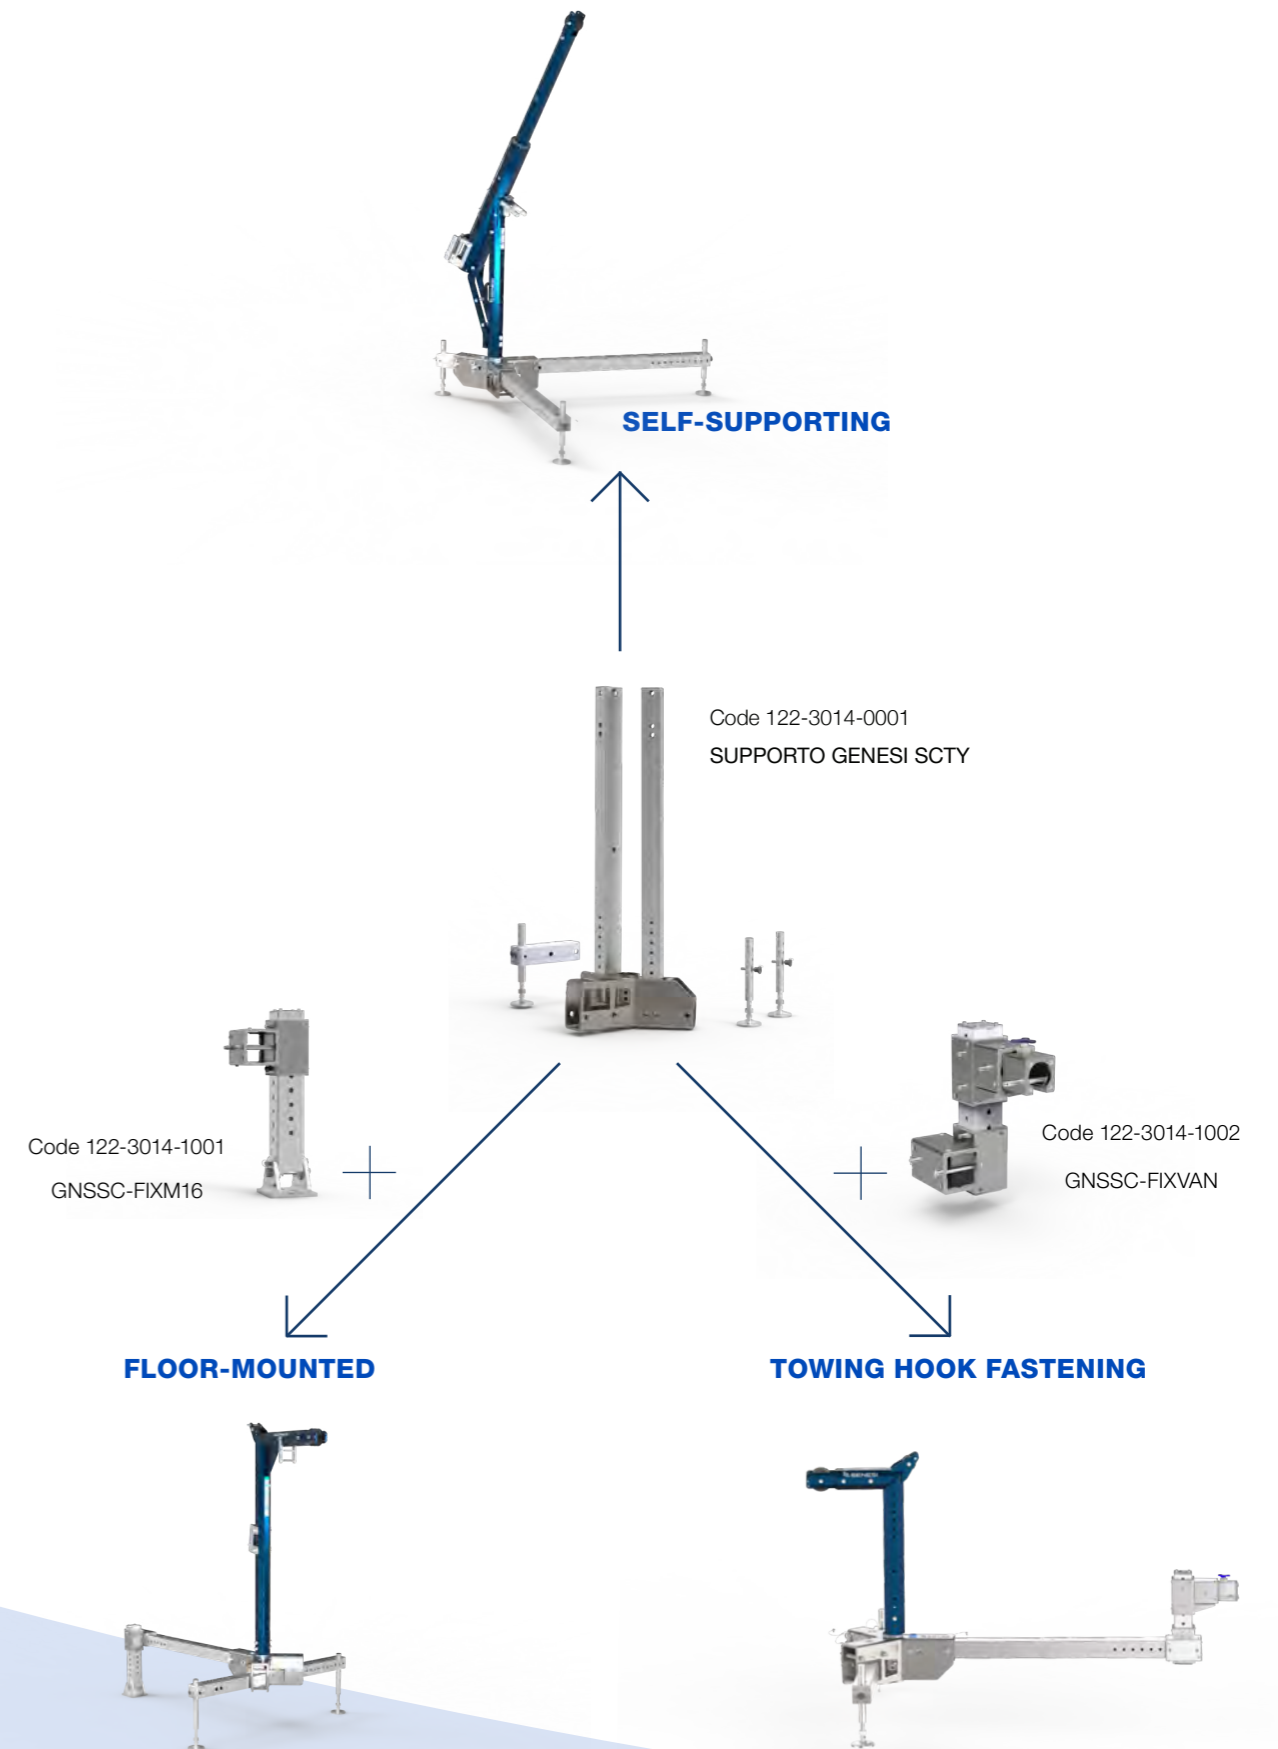 SELF-SUPPORTING
Code 122-3014-0001
SUPPORTO GENESI SCTY
Code 122-3014-1001
GNSSC-FIXM16
Code 122-3014-1002
GNSSC-FIXVAN
FLOOR-MOUNTED
TOWING HOOK FASTENING
GENESI